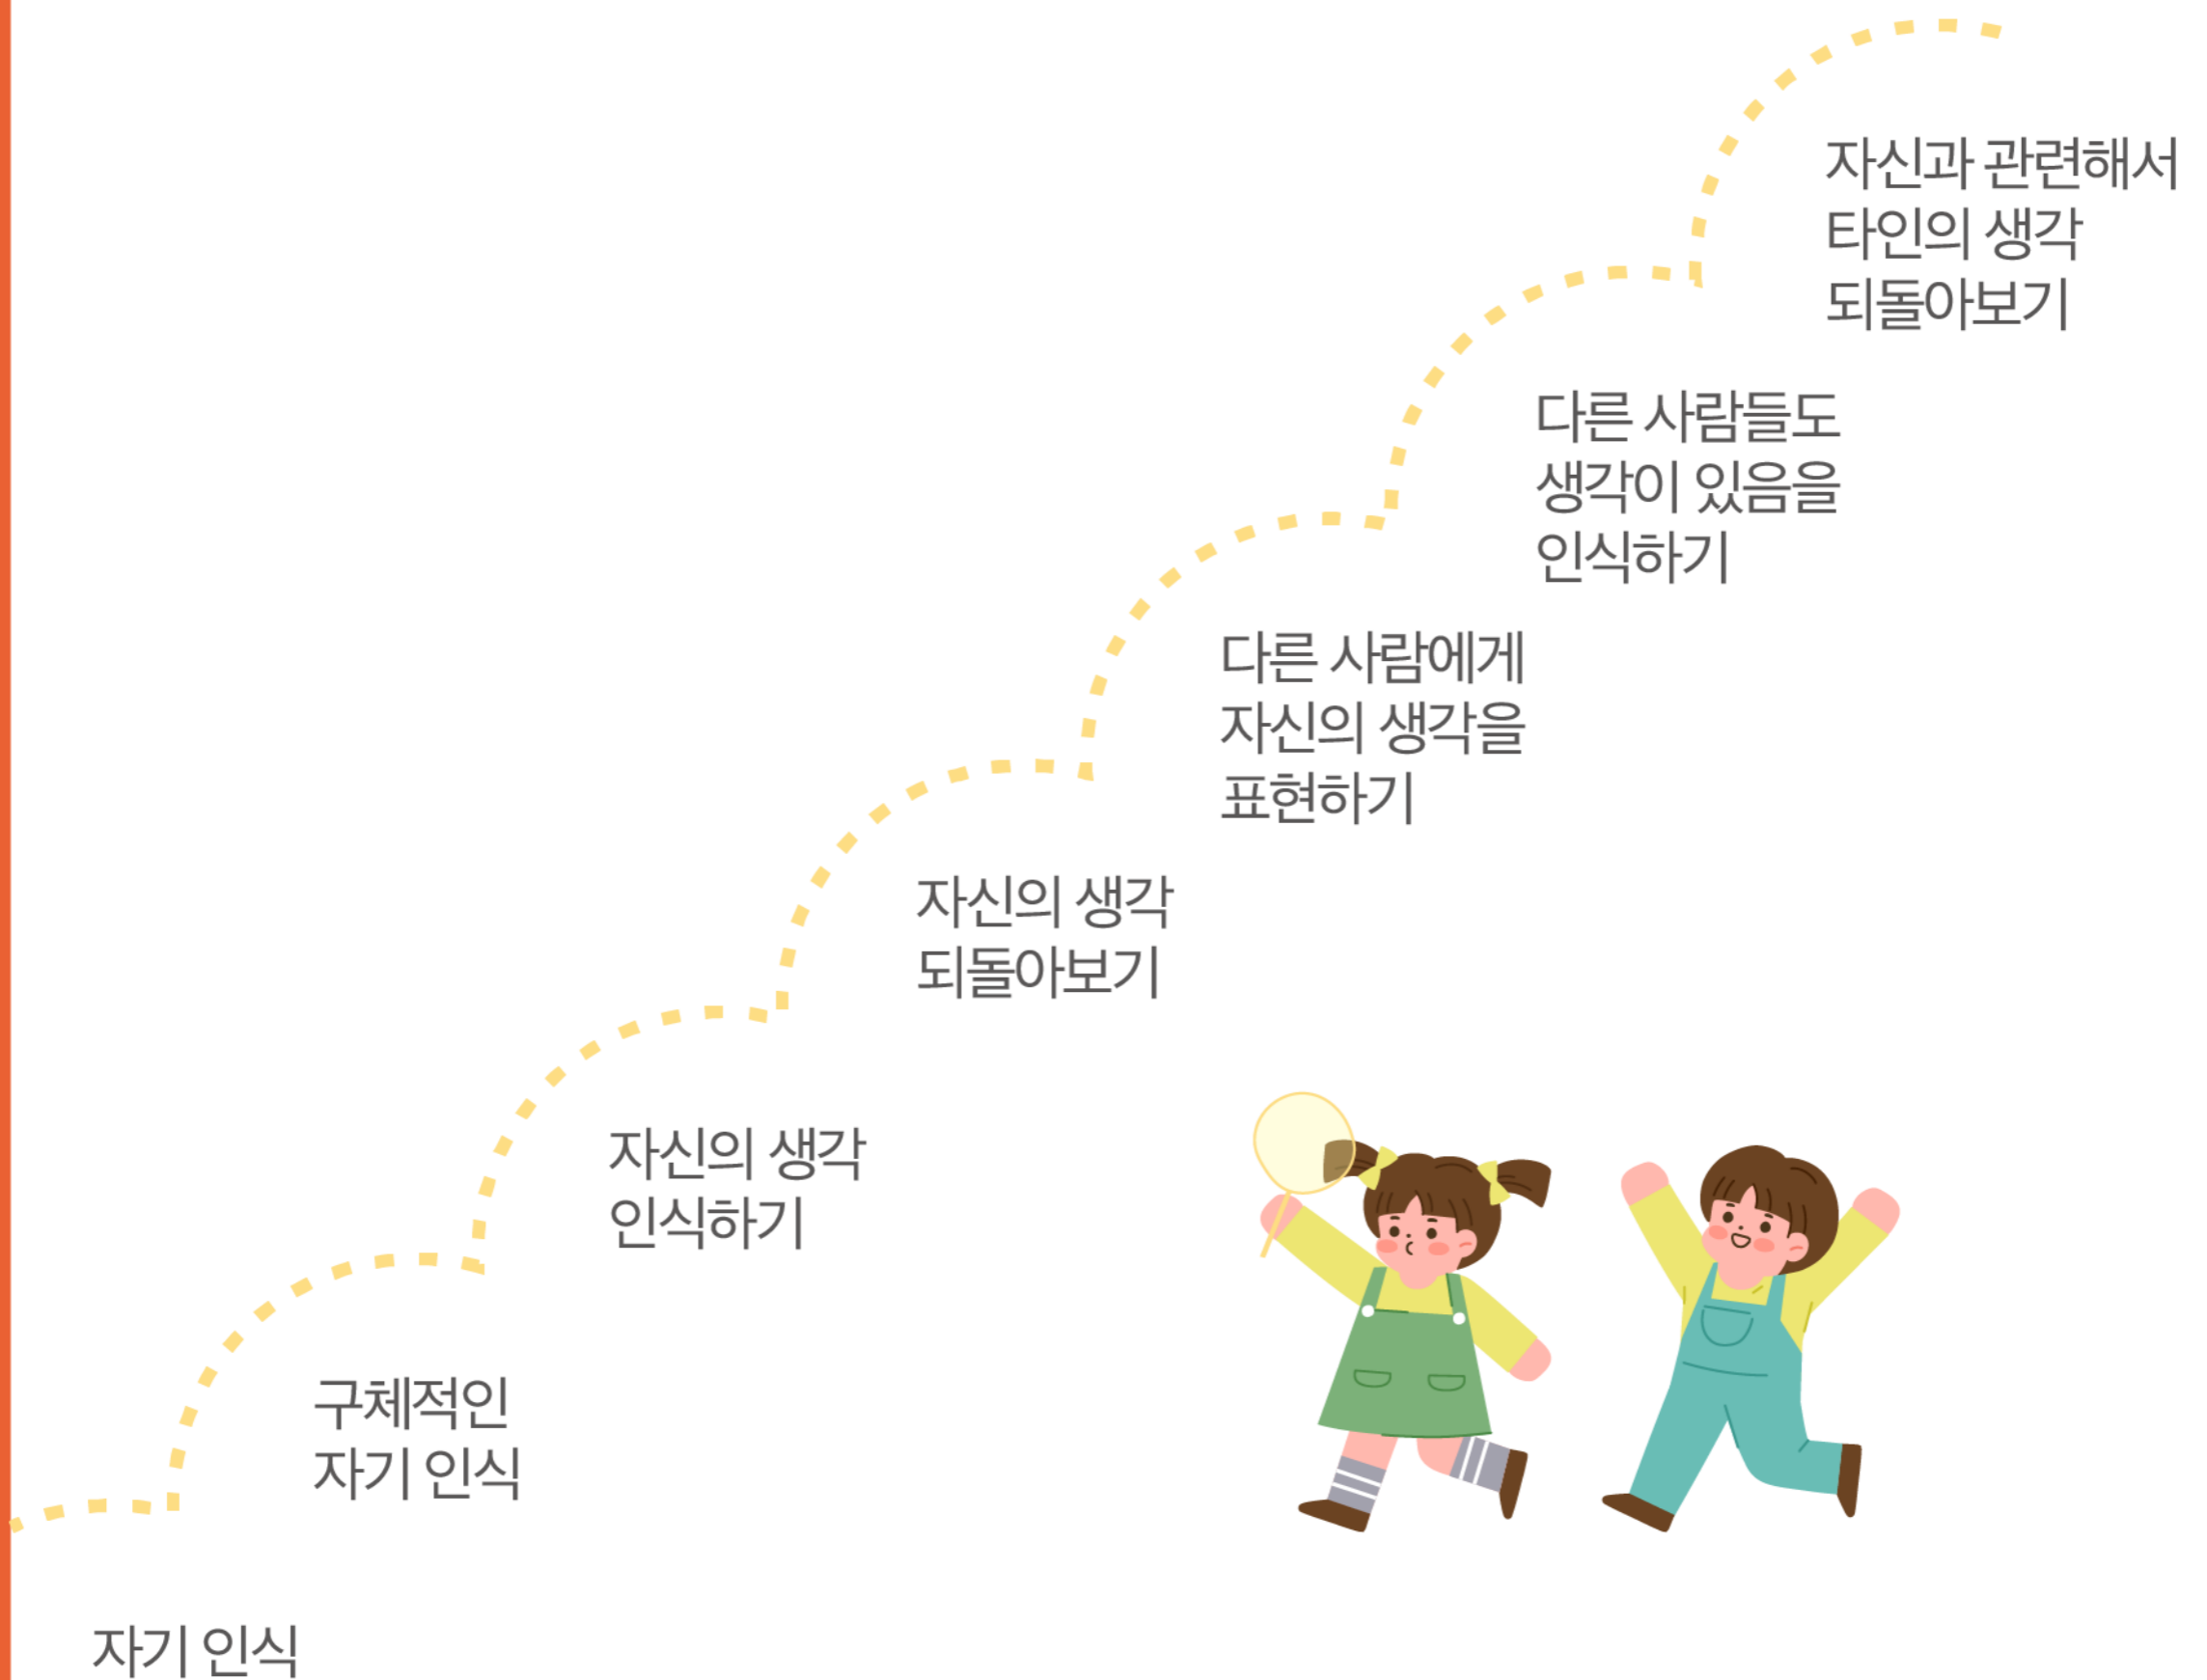 자신과 관련해서
타인의 생각
되돌아보기
다른 사람들도
생각이 있음을
인식하기
다른 사람에게
자신의 생각을
표현하기
자신의 생각
되돌아보기
자신의 생각
인식하기
구체적인
자기 인식
자기 인식